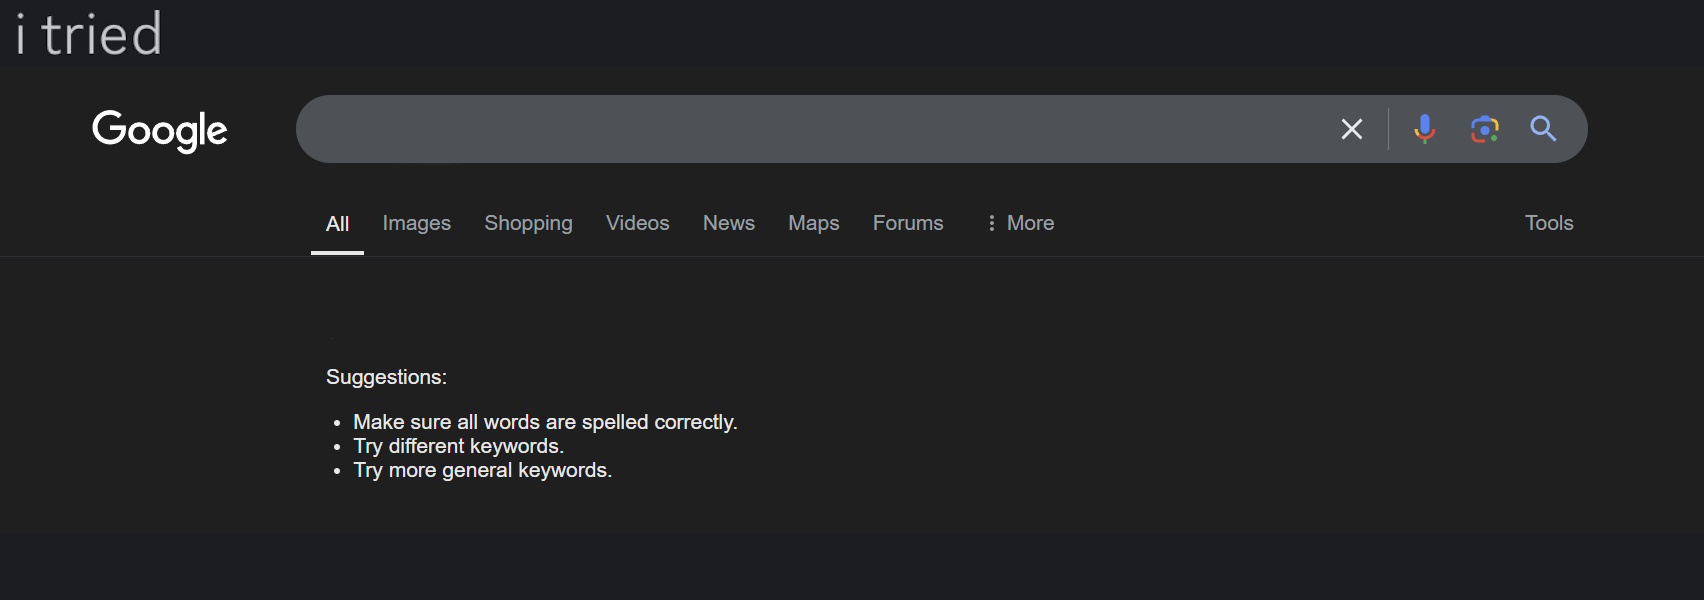 i tried
Google
All Images Shopping Videos News Maps Forums More Tools
Suggestions:
• Make sure all words are spelled correctly.
• Try different keywords.
• Try more general keywords.